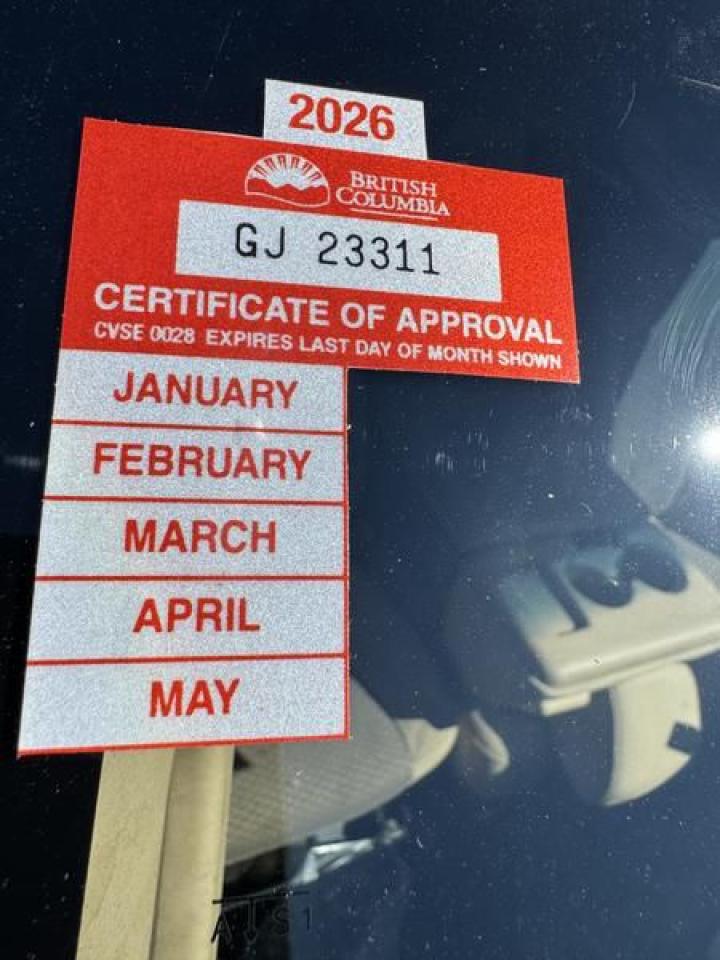 2026
BRITISH
COLUMBIA
GJ 23311
CERTIFICATE OF APPROVAL
CVSE 0028 EXPIRES LAST DAY OF MONTH SHOWN
JANUARY
FEBRUARY
MARCH
APRIL
MAY
AS1